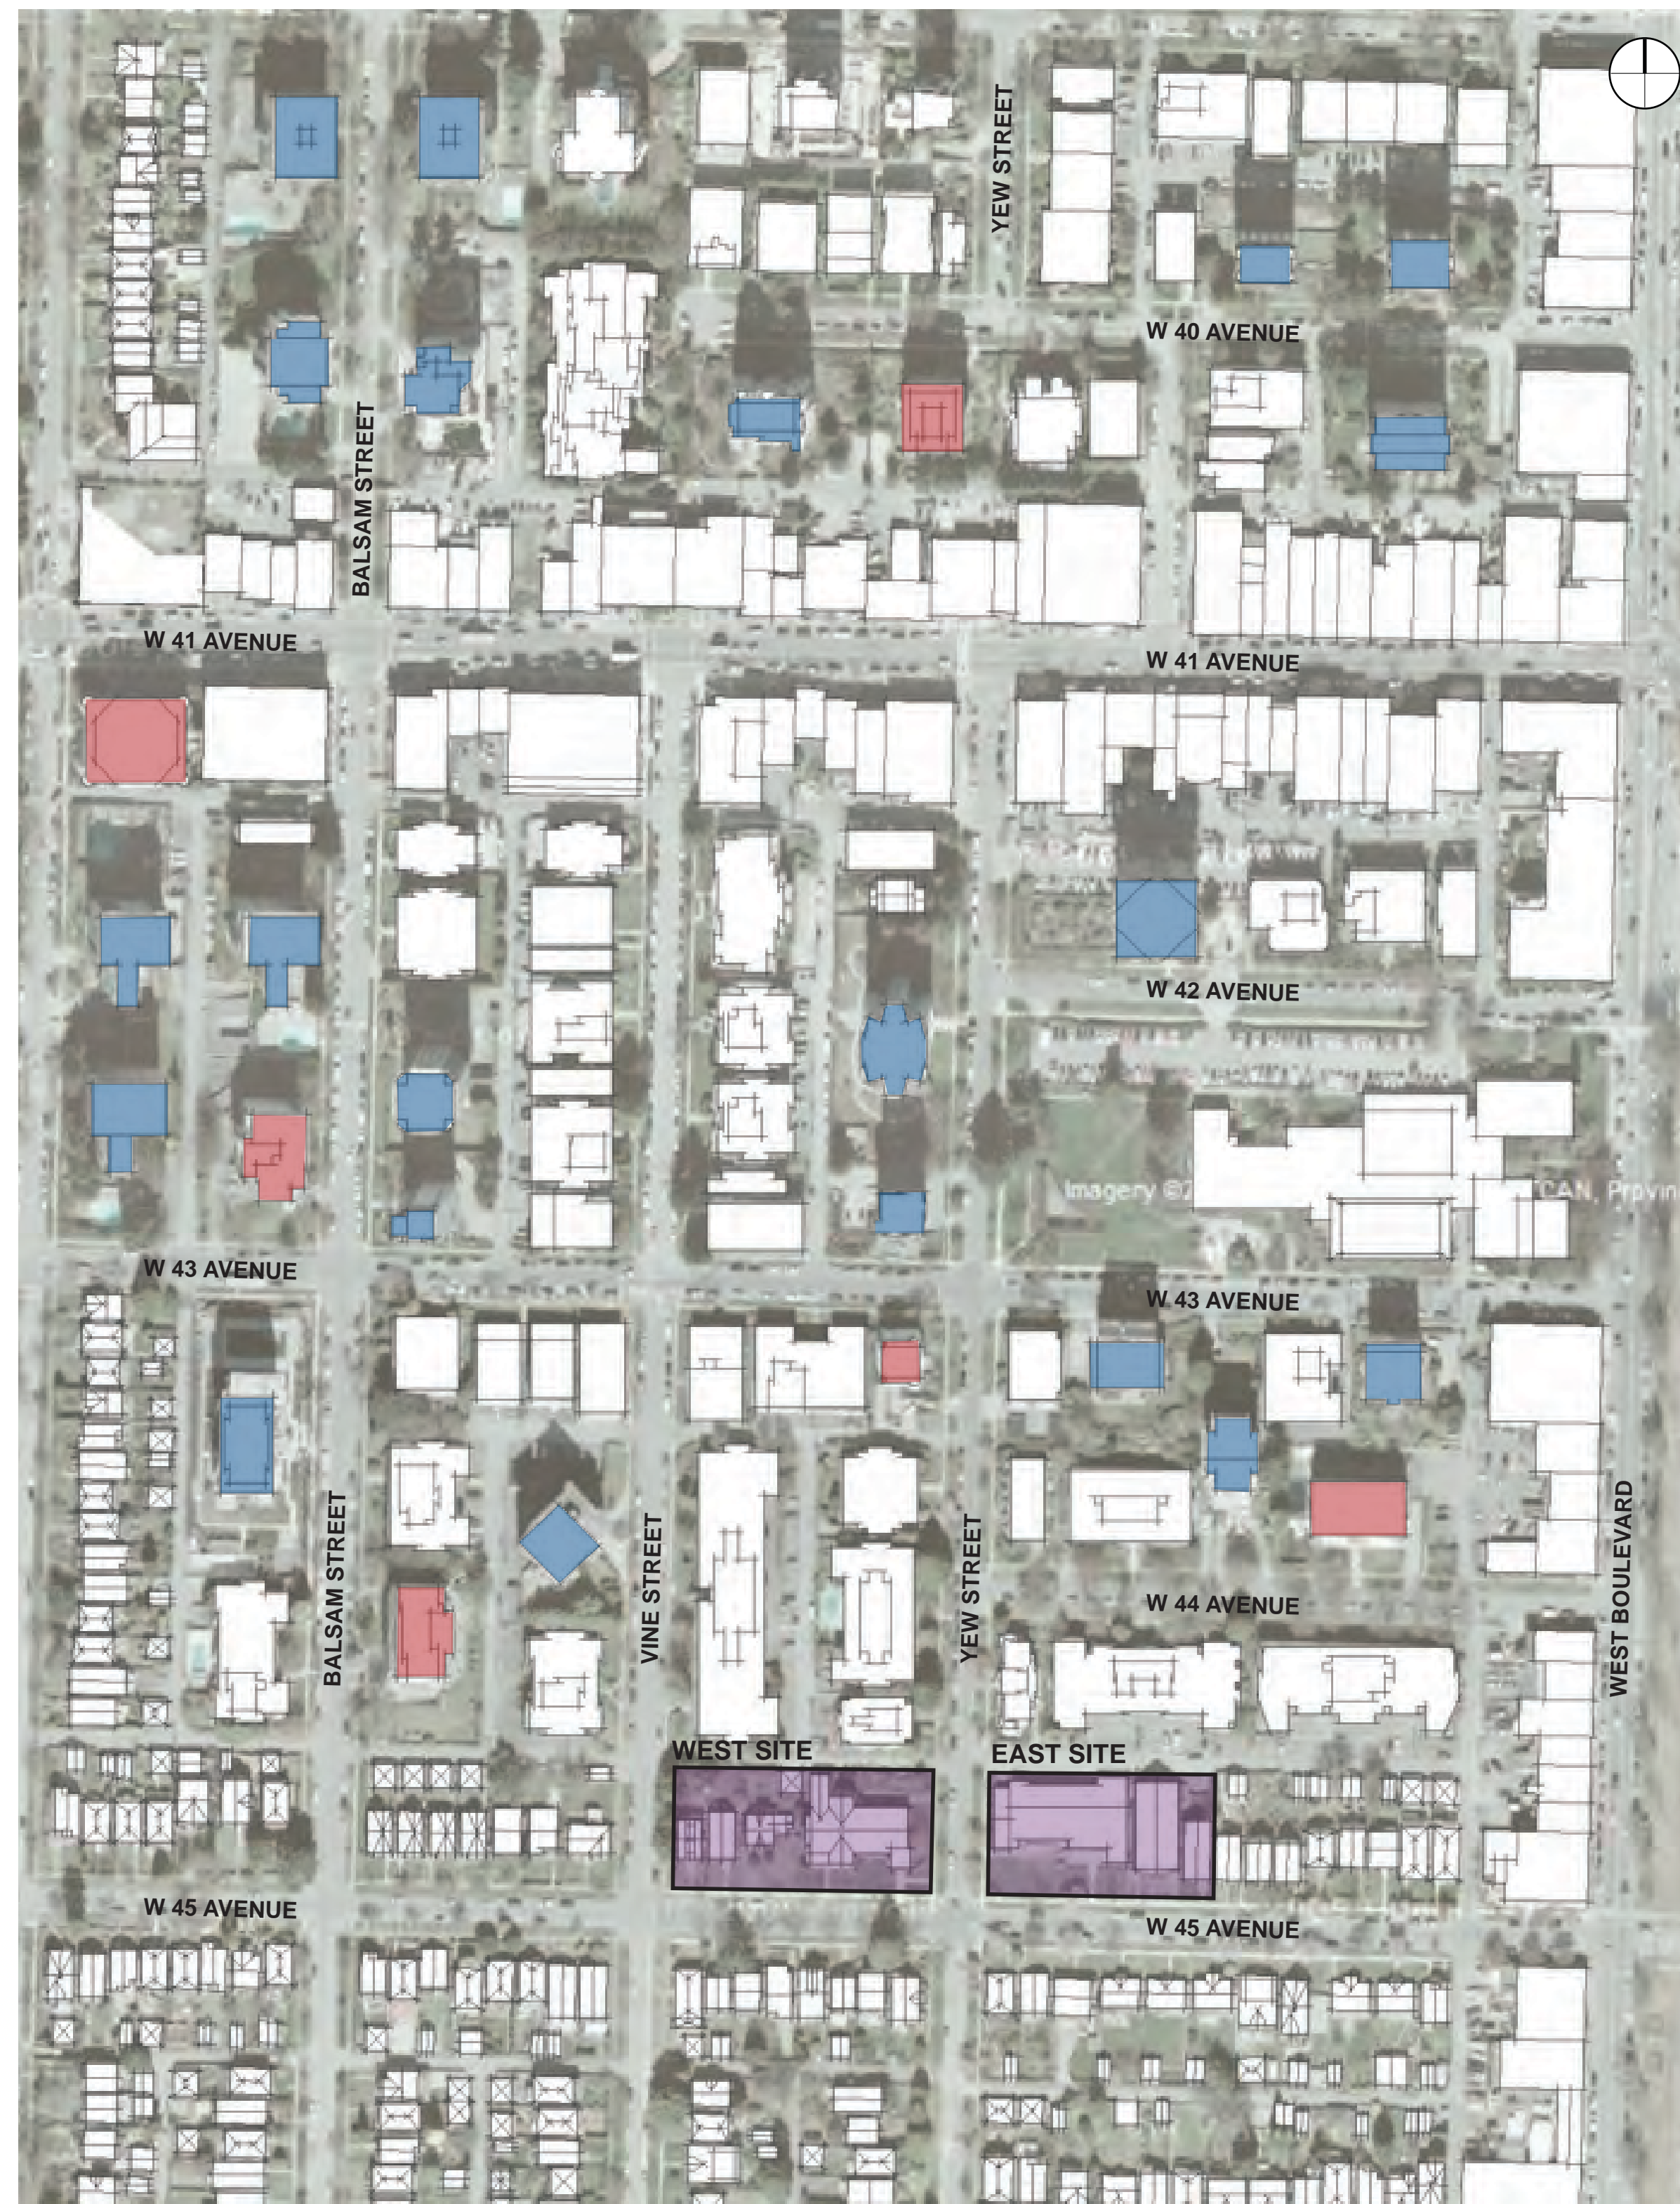 YEW STREET
W 40 AVENUE
BALSAM STREET
W 41 AVENUE
W 41 AVENUE
W 42 AVENUE
Imagery ©2
CAN, Provin
W 43 AVENUE
W 43 AVENUE
BALSAM STREET
VINE STREET
YEW STREET
W 44 AVENUE
WEST BOULEVARD
WEST SITE
EAST SITE
W 45 AVENUE
W 45 AVENUE